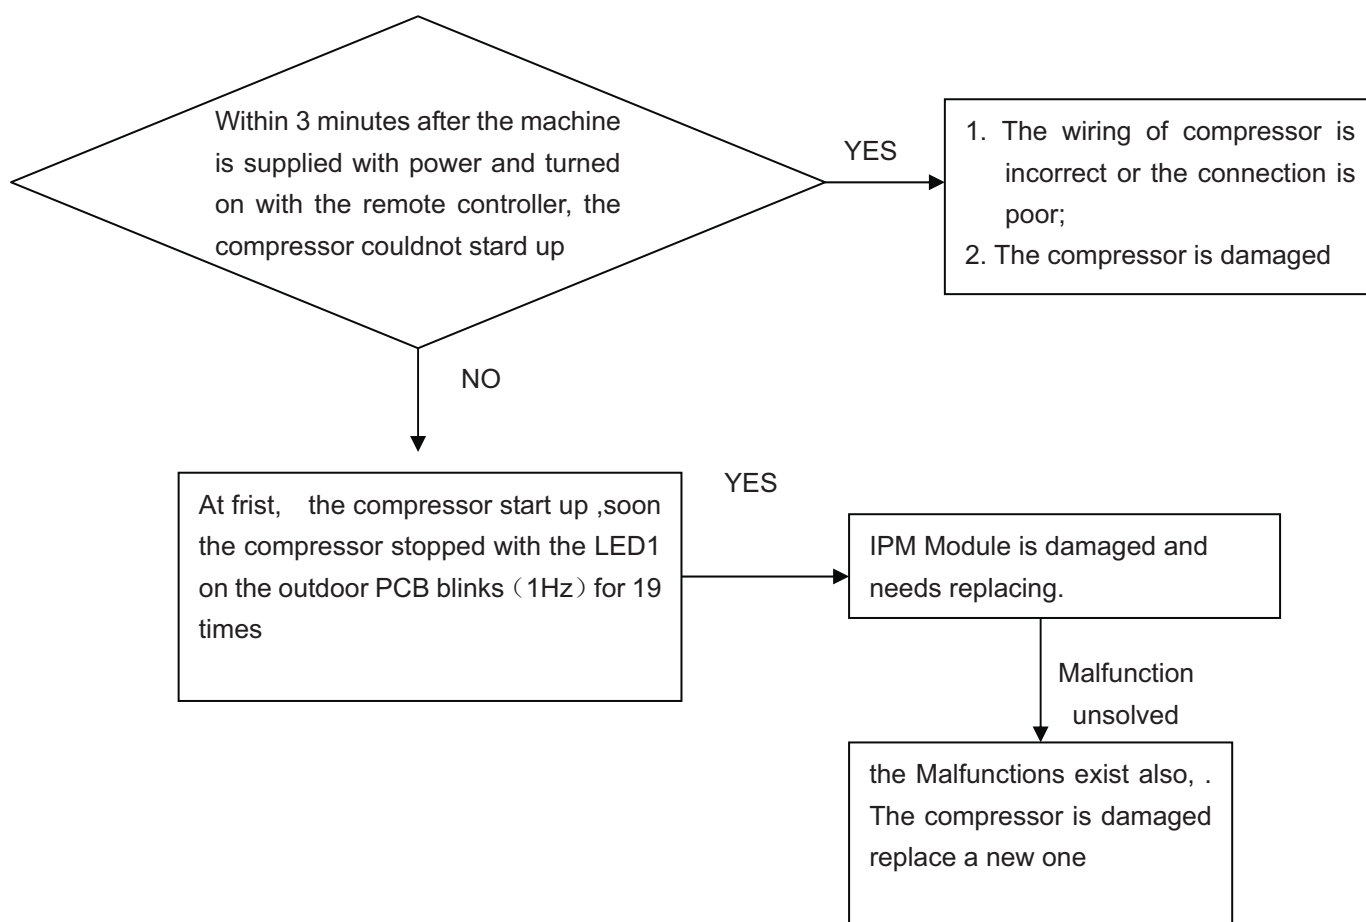 Within 3 minutes after the machine
is supplied with power and turned
on with the remote controller, the
compressor couldnot stard up
YES
1. The wiring of compressor is
incorrect or the connection is
poor;
2. The compressor is damaged
NO
At frist, the compressor start up ,soon
the compressor stopped with the LED1
on the outdoor PCB blinks（1Hz）for 19
times
YES
IPM Module is damaged and
needs replacing.
Malfunction
unsolved
the Malfunctions exist also, .
The compressor is damaged
replace a new one